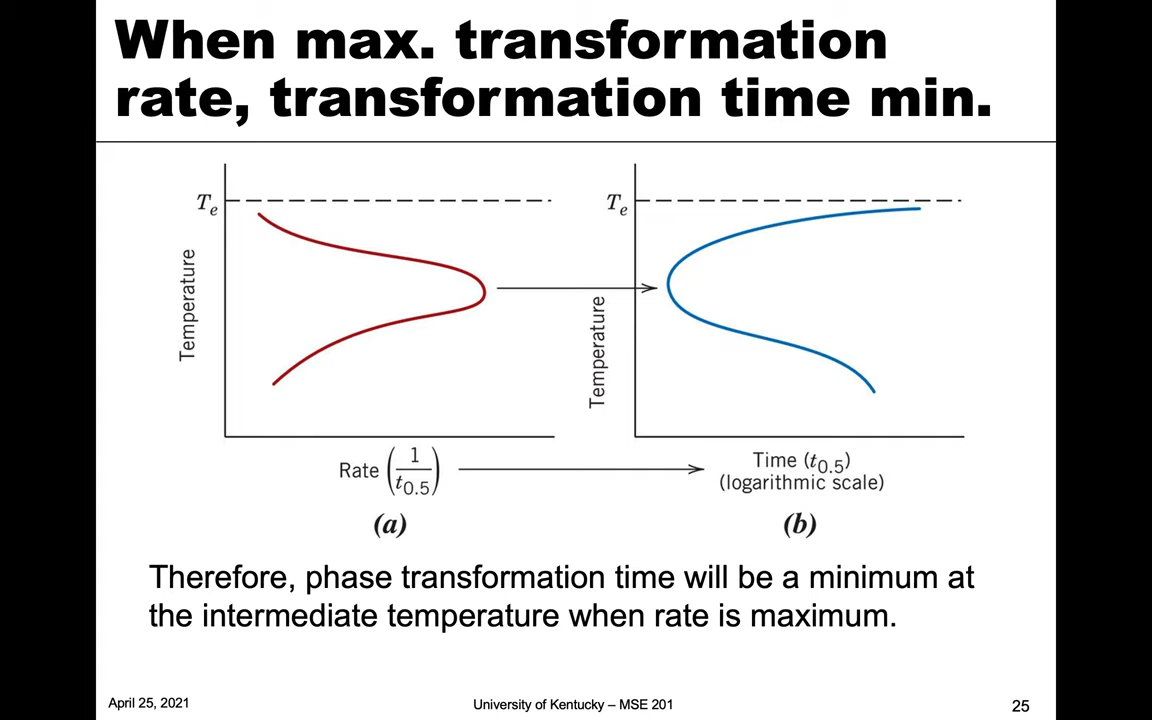 When max. transformation
rate, transformation time min.
Te
Temperature
Rate (1/t0.5)
(a)
Te
Temperature
Time (t0.5)
(logarithmic scale)
(b)
Therefore, phase transformation time will be a minimum at
the intermediate temperature when rate is maximum.
April 25, 2021
University of Kentucky – MSE 201
25